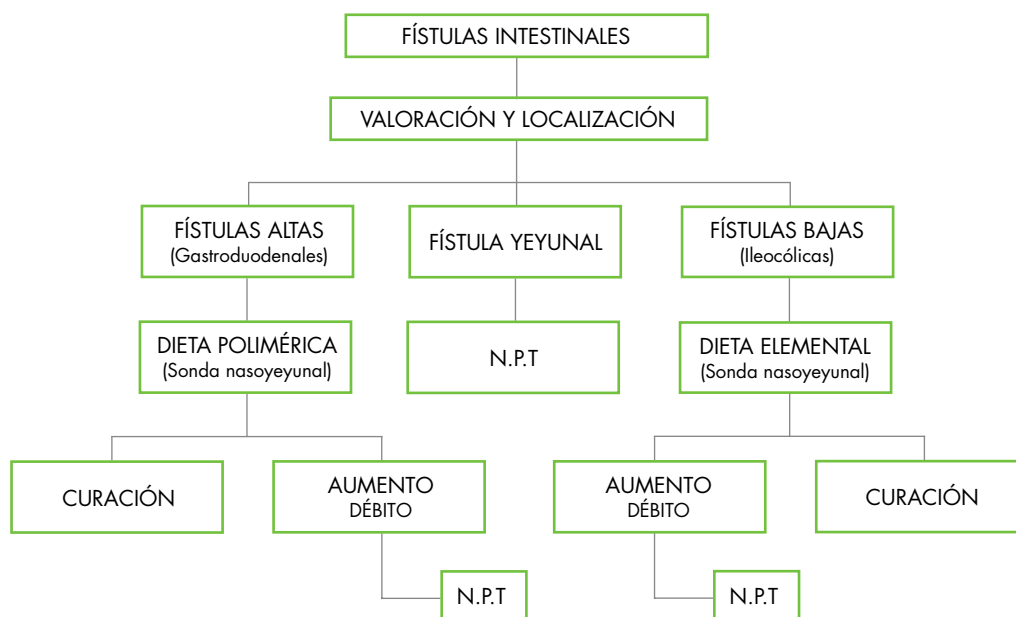 FÍSTULAS INTESTINALES
VALORACIÓN Y LOCALIZACIÓN
FÍSTULAS ALTAS
(Gastroduodenales)
FÍSTULA YEYUNAL
FÍSTULAS BAJAS
(Ileocólicas)
DIETA POLIMÉRICA
(Sonda nasoyeyunal)
N.P.T
DIETA ELEMENTAL
(Sonda nasoyeyunal)
CURACIÓN
AUMENTO
DÉBITO
AUMENTO
DÉBITO
CURACIÓN
N.P.T
N.P.T